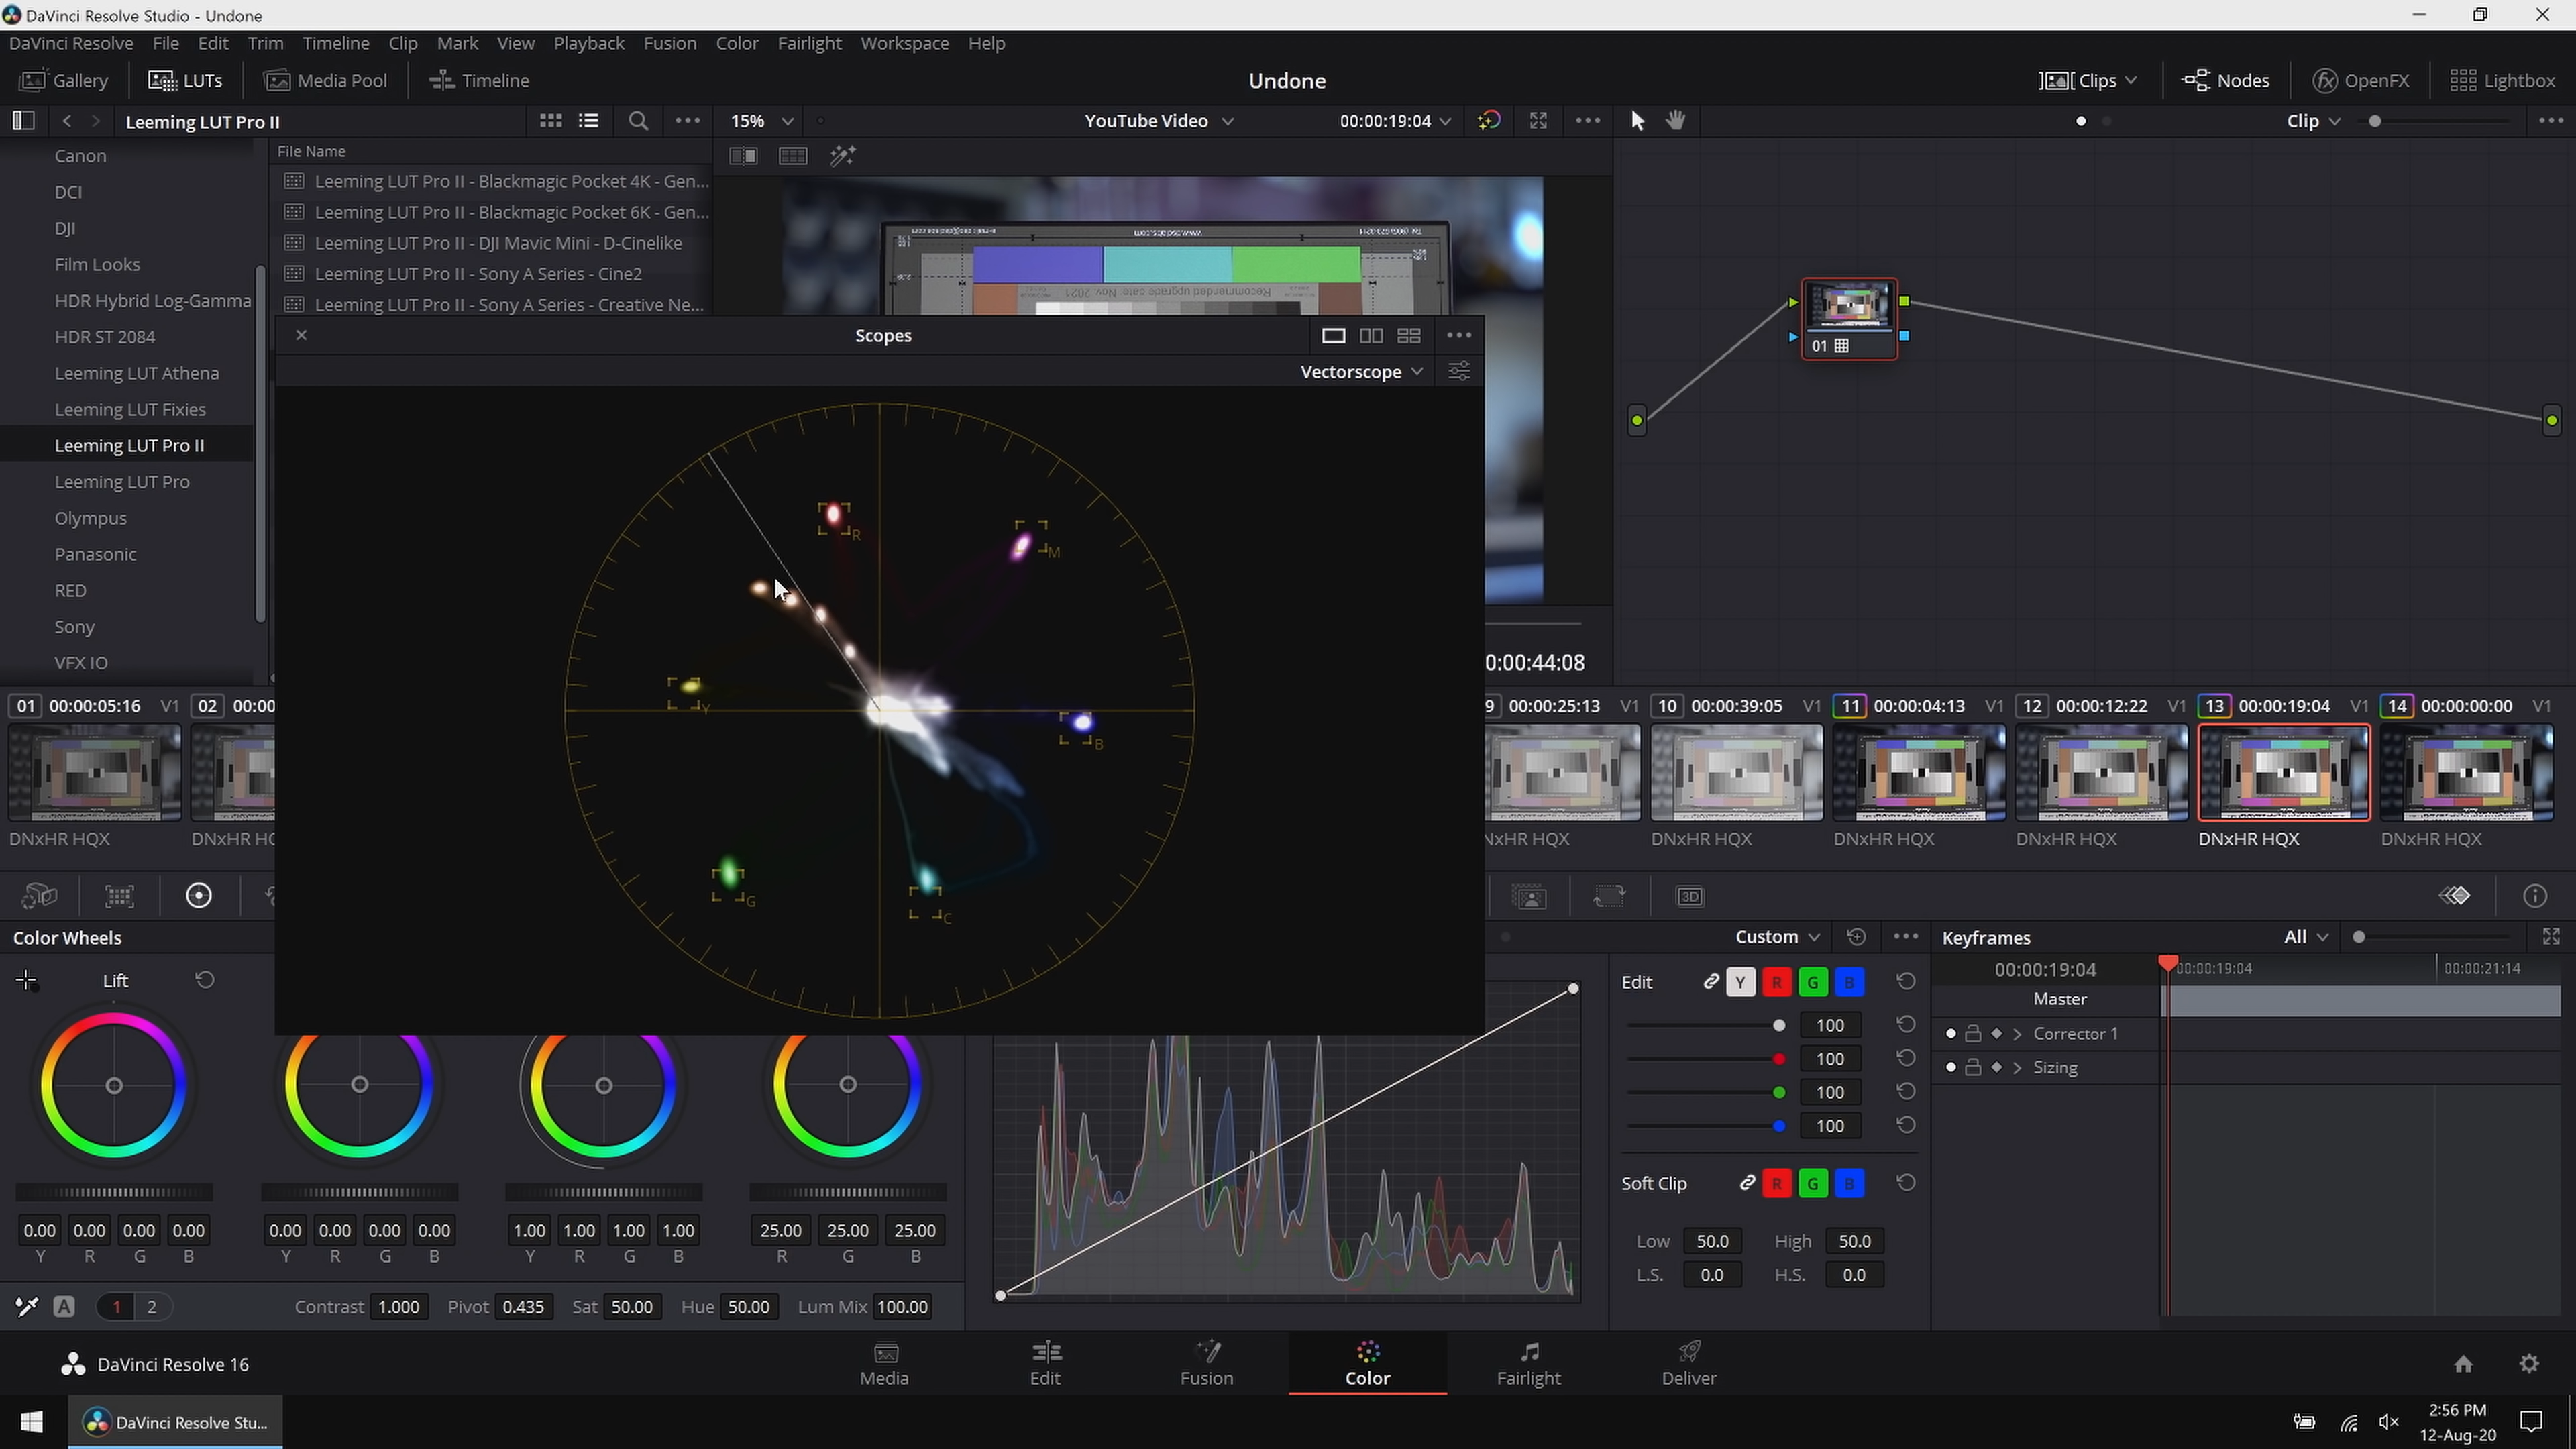 DaVinci Resolve Studio - Undone
DaVinci Resolve File Edit Trim Timeline Clip Mark View Playback Fusion Color Fairlight Workspace Help
Gallery LUTs Media Pool Timeline Undone Clips Nodes OpenFX Lightbox
Leeming LUT Pro II 15% YouTube Video 00:00:19:04 Clip
File Name
Canon
DCI
DJI
Film Looks
HDR Hybrid Log-Gamma
HDR ST 2084
Leeming LUT Athena
Leeming LUT Fixies
Leeming LUT Pro II
Leeming LUT Pro
Olympus
Panasonic
RED
Sony
VFX IO
Leeming LUT Pro II - Blackmagic Pocket 4K - Gen...
Leeming LUT Pro II - Blackmagic Pocket 6K - Gen...
Leeming LUT Pro II - DJI Mavic Mini - D-Cinelike
Leeming LUT Pro II - Sony A Series - Cine2
Leeming LUT Pro II - Sony A Series - Creative Ne...
Recommended upgrade date: Nov. 2021
01
Scopes
Vectorscope
R
M
Y
B
G
C
0:00:44:08
01 00:00:05:16 V1 02 00:00
9 00:00:25:13 V1 10 00:00:39:05 V1 11 00:00:04:13 V1 12 00:00:12:22 V1 13 00:00:19:04 V1 14 00:00:00:00 V1
DNxHR HQX DNxHR HQ
NxHR HQX DNxHR HQX DNxHR HQX DNxHR HQX DNxHR HQX DNxHR HQX
3D
Color Wheels
Lift
0.00 0.00 0.00 0.00 0.00 0.00 0.00 0.00 1.00 1.00 1.00 1.00 25.00 25.00 25.00
Y R G B Y R G B Y R G B R G B
A 1 2 Contrast 1.000 Pivot 0.435 Sat 50.00 Hue 50.00 Lum Mix 100.00
Custom
Edit Y R G B
100
100
100
100
Soft Clip R G B
Low 50.0 High 50.0
L.S. 0.0 H.S. 0.0
Keyframes All
00:00:19:04 00:00:19:04 00:00:21:14
Master
Corrector 1
Sizing
DaVinci Resolve 16 Media Edit Fusion Color Fairlight Deliver
DaVinci Resolve Stu...
2:56 PM
12-Aug-20